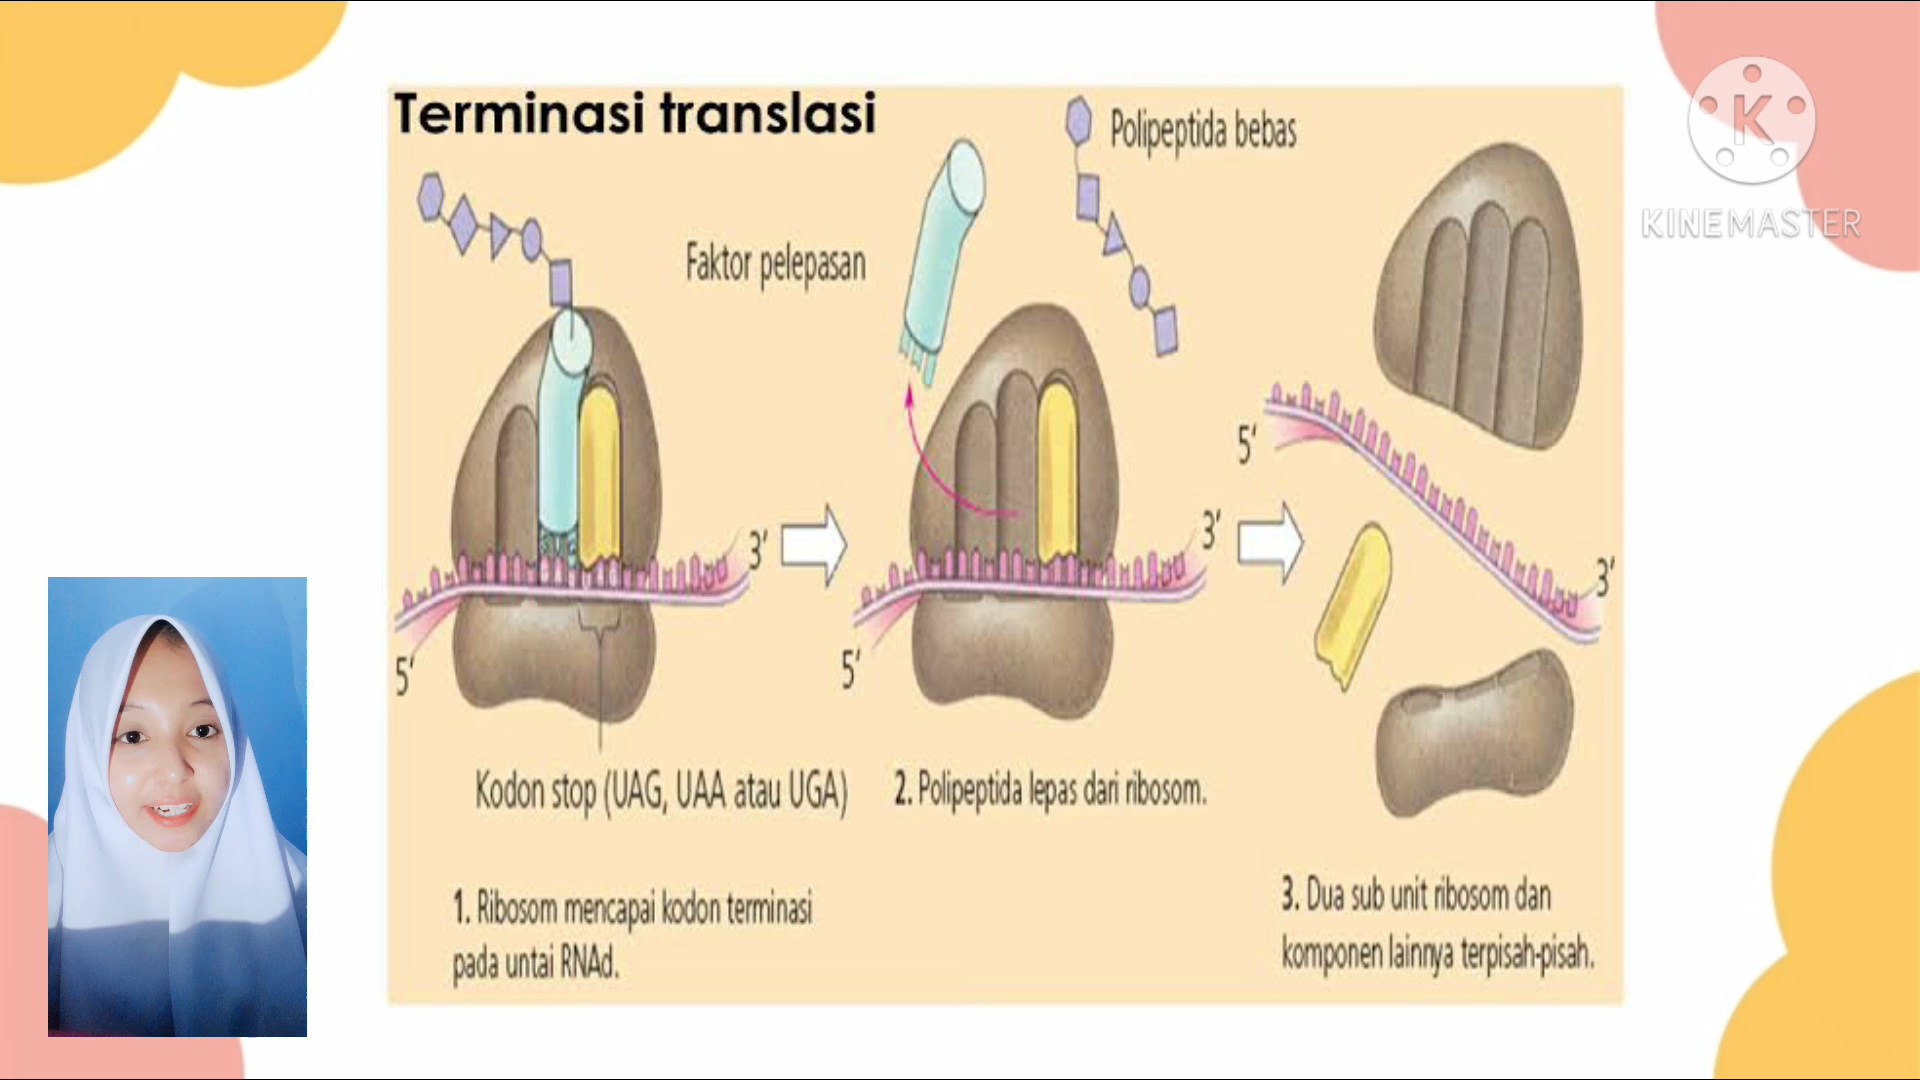 Terminasi translasi
Polipeptida bebas
Faktor pelepasan
3'
5'
3'
5'
5'
3'
Kodon stop (UAG, UAA atau UGA)
1. Ribosom mencapai kodon terminasi
pada untai RNAd.
2. Polipeptida lepas dari ribosom.
3. Dua sub unit ribosom dan
komponen lainnya terpisah-pisah.
K
KINEMASTER